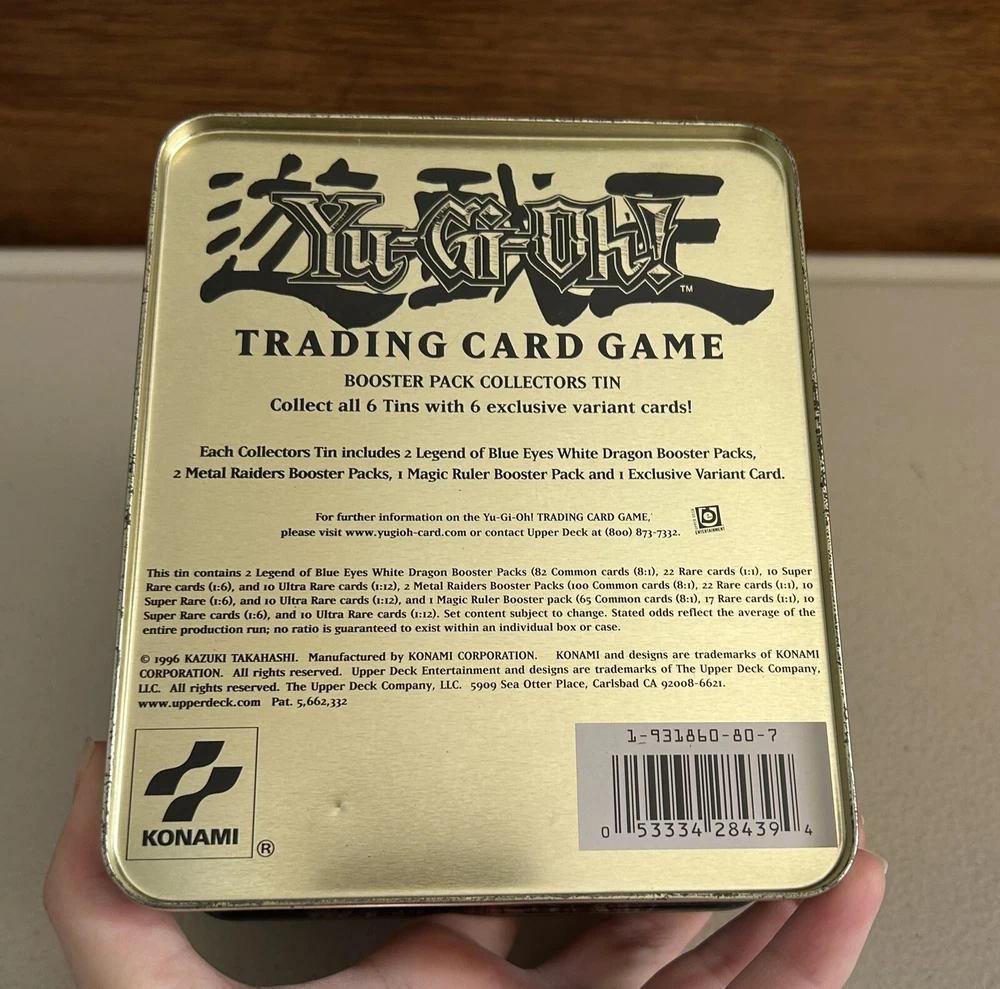 遊戯王
Yu-Gi-Oh!™
TRADING CARD GAME
BOOSTER PACK COLLECTORS TIN
Collect all 6 Tins with 6 exclusive variant cards!
Each Collectors Tin includes 2 Legend of Blue Eyes White Dragon Booster Packs,
2 Metal Raiders Booster Packs, 1 Magic Ruler Booster Pack and 1 Exclusive Variant Card.
For further information on the Yu-Gi-Oh! TRADING CARD GAME,
please visit www.yugioh-card.com or contact Upper Deck at (800) 873-7332.
ENTERTAINMENT
This tin contains 2 Legend of Blue Eyes White Dragon Booster Packs (82 Common cards (8:1), 22 Rare cards (1:1), 10 Super
Rare cards (1:6), and 10 Ultra Rare cards (1:12), 2 Metal Raiders Booster Packs (100 Common cards (8:1), 22 Rare cards (1:1), 10
Super Rare (1:6), and 10 Ultra Rare cards (1:12), and 1 Magic Ruler Booster pack (65 Common cards (8:1), 17 Rare cards (1:1), 10
Super Rare cards (1:6), and 10 Ultra Rare cards (1:12). Set content subject to change. Stated odds reflect the average of the
entire production run; no ratio is guaranteed to exist within an individual box or case.
© 1996 KAZUKI TAKAHASHI. Manufactured by KONAMI CORPORATION. KONAMI and designs are trademarks of KONAMI
CORPORATION. All rights reserved. Upper Deck Entertainment and designs are trademarks of The Upper Deck Company,
LLC. All rights reserved. The Upper Deck Company, LLC. 5909 Sea Otter Place, Carlsbad CA 92008-6621.
www.upperdeck.com Pat. 5,662,332
KONAMI ®
1-931860-80-7
0 53334 28439 4